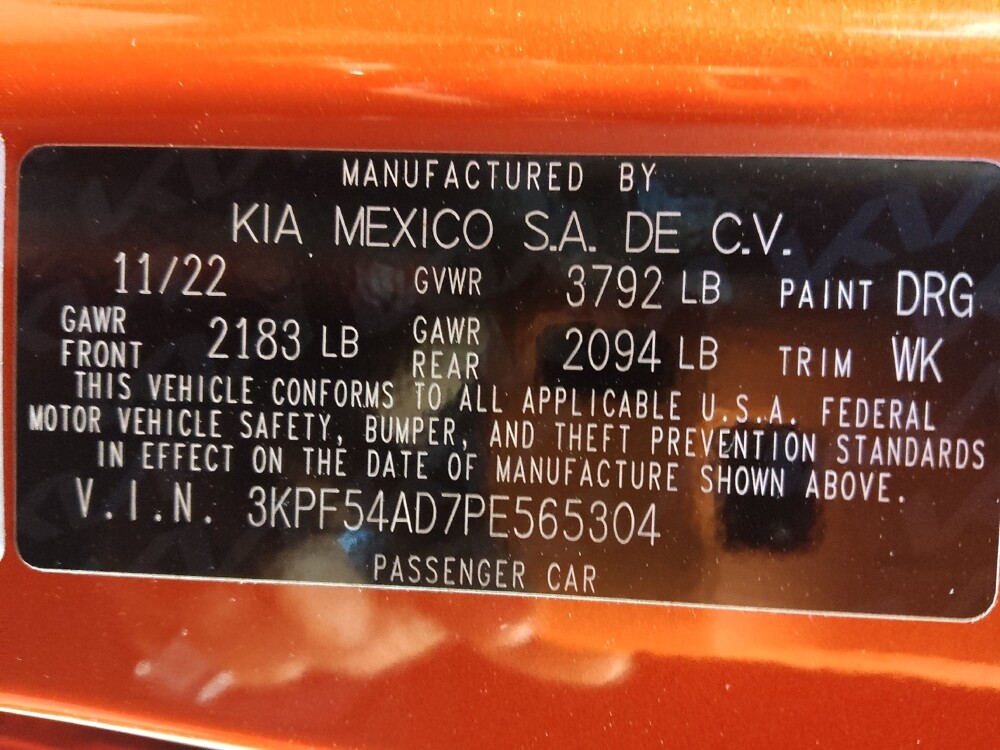 MANUFACTURED BY
KIA MEXICO S.A. DE C.V.
11/22 GVWR 3792 LB PAINT DRG
GAWR FRONT 2183 LB GAWR REAR 2094 LB TRIM WK
THIS VEHICLE CONFORMS TO ALL APPLICABLE U.S.A. FEDERAL
MOTOR VEHICLE SAFETY, BUMPER, AND THEFT PREVENTION STANDARDS
IN EFFECT ON THE DATE OF MANUFACTURE SHOWN ABOVE.
V.I.N. 3KPF54AD7PE565304
PASSENGER CAR